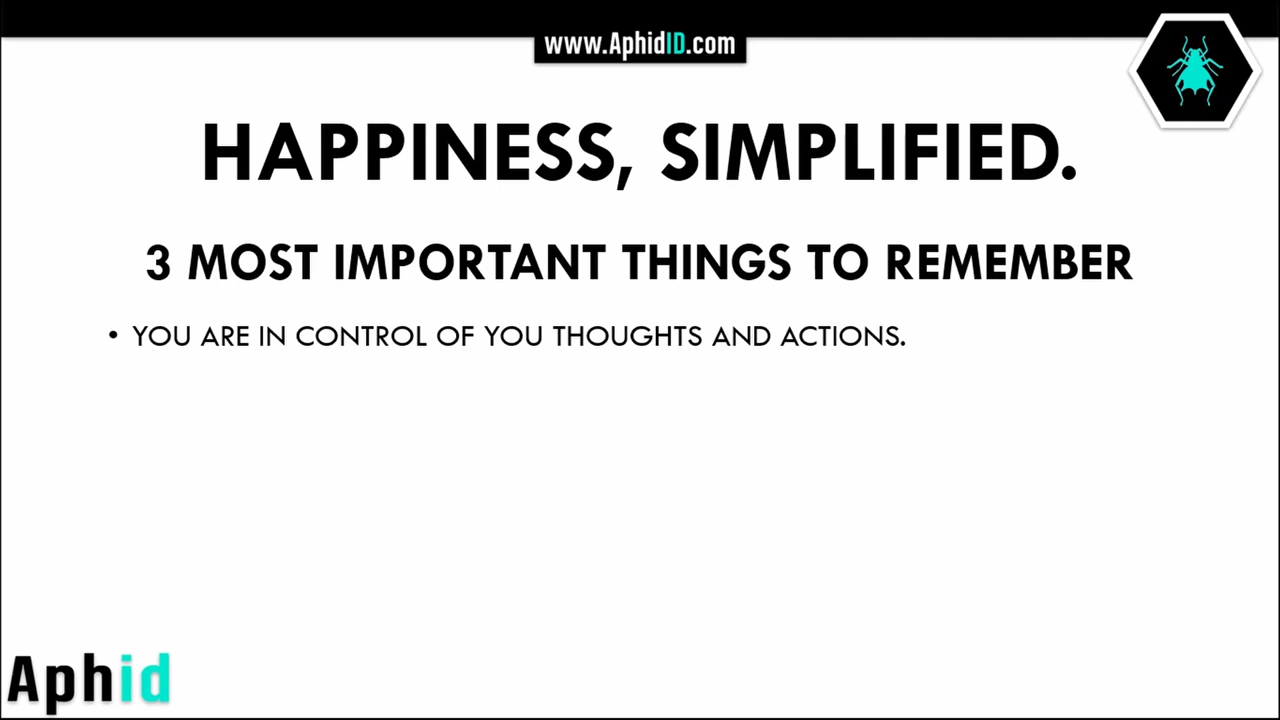 www.AphidID.com
HAPPINESS, SIMPLIFIED.
3 MOST IMPORTANT THINGS TO REMEMBER
• YOU ARE IN CONTROL OF YOU THOUGHTS AND ACTIONS.
Aphid